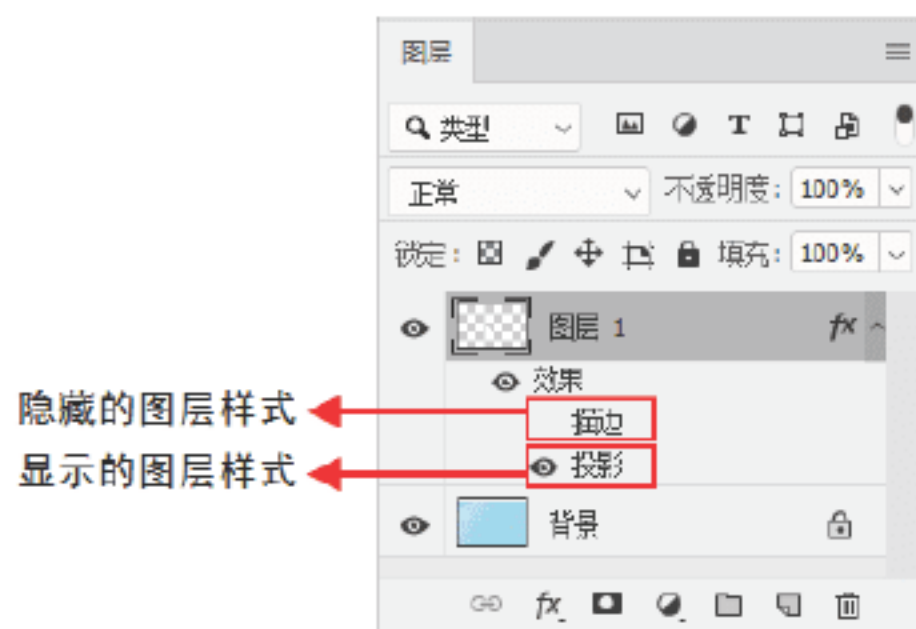 图层
类型 T
正常 不透明度: 100%
锁定: 填充: 100%
图层 1 fx
效果
隐藏的图层样式 描边
显示的图层样式 投影
背景
fx